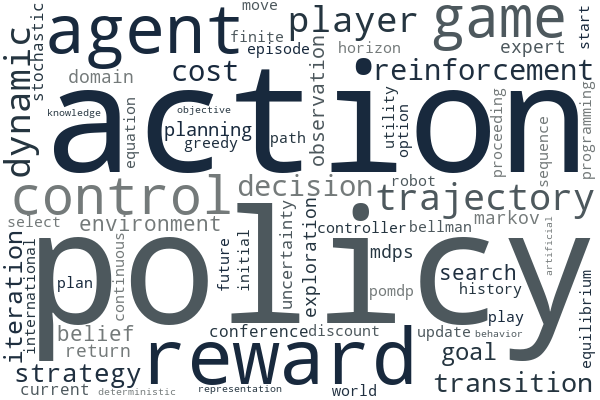 move
agent
player
game
start
stochastic
finite
episode
horizon
expert
dynamic
domain
cost
reinforcement
action
knowledge
objective
equation
planning
greedy
path
observation
utility
option
proceeding
sequence
programming
control
decision
robot
trajectory
select
environment
controller
bellman
markov
policy
iteration
international
continuous
future
initial
uncertainty
exploration
mdps
search
artificial
plan
pomdp
history
play
equilibrium
belief
conference
discount
update
behavior
return
reward
goal
strategy
transition
current
deterministic
representation
world